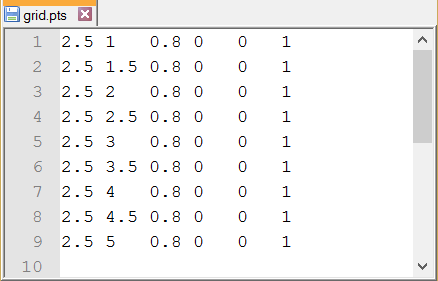 grid.pts
1 2.5 1 0.8 0 0 1
2 2.5 1.5 0.8 0 0 1
3 2.5 2 0.8 0 0 1
4 2.5 2.5 0.8 0 0 1
5 2.5 3 0.8 0 0 1
6 2.5 3.5 0.8 0 0 1
7 2.5 4 0.8 0 0 1
8 2.5 4.5 0.8 0 0 1
9 2.5 5 0.8 0 0 1
10